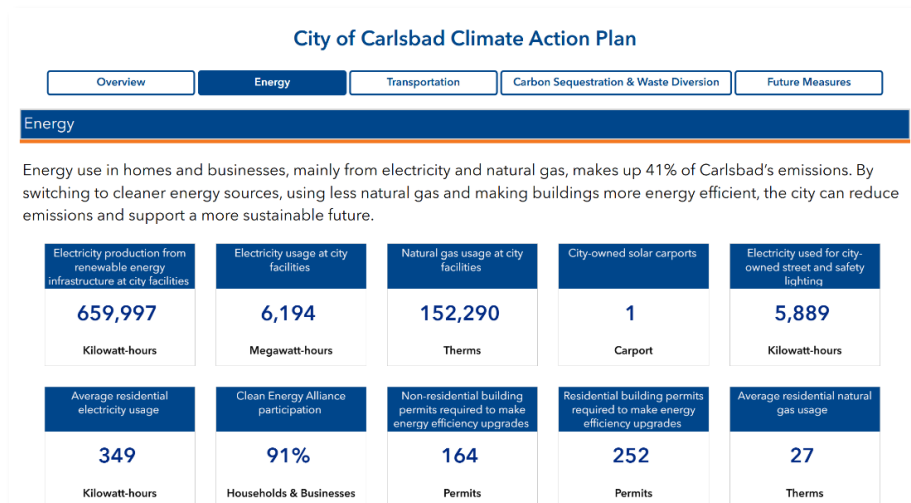 City of Carlsbad Climate Action Plan
Overview
Energy
Transportation
Carbon Sequestration & Waste Diversion
Future Measures
Energy
Energy use in homes and businesses, mainly from electricity and natural gas, makes up 41% of Carlsbad's emissions. By
switching to cleaner energy sources, using less natural gas and making buildings more energy efficient, the city can reduce
emissions and support a more sustainable future.
Electricity production from
renewable energy
infrastructure at city facilities
659,997
Kilowatt-hours
Electricity usage at city
facilities
6,194
Megawatt-hours
Natural gas usage at city
facilities
152,290
Therms
City-owned solar carports
1
Carport
Electricity used for city-
owned street and safety
lighting
5,889
Kilowatt-hours
Average residential
electricity usage
349
Kilowatt-hours
Clean Energy Alliance
participation
91%
Households & Businesses
Non-residential building
permits required to make
energy efficiency upgrades
164
Permits
Residential building permits
required to make energy
efficiency upgrades
252
Permits
Average residential natural
gas usage
27
Therms